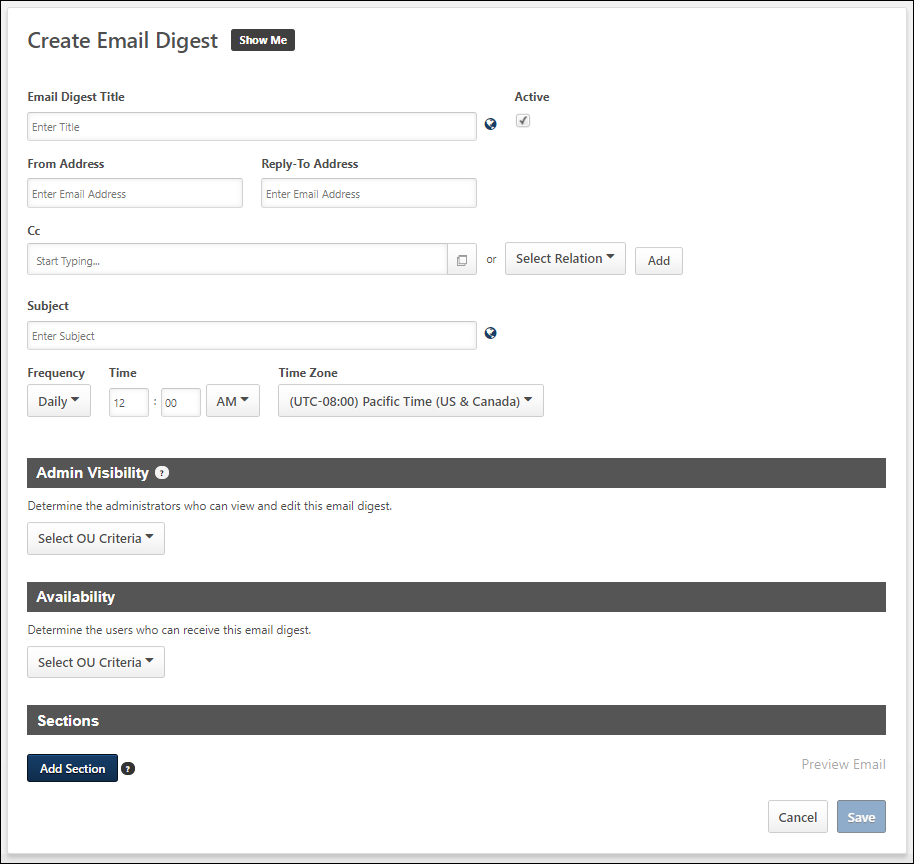 Create Email Digest Show Me
Email Digest Title Active
Enter Title
From Address Reply-To Address
Enter Email Address Enter Email Address
Cc
Start Typing... or Select Relation Add
Subject
Enter Subject
Frequency Time Time Zone
Daily 12 : 00 AM (UTC-08:00) Pacific Time (US & Canada)
Admin Visibility ?
Determine the administrators who can view and edit this email digest.
Select OU Criteria
Availability
Determine the users who can receive this email digest.
Select OU Criteria
Sections
Add Section ? Preview Email
Cancel Save